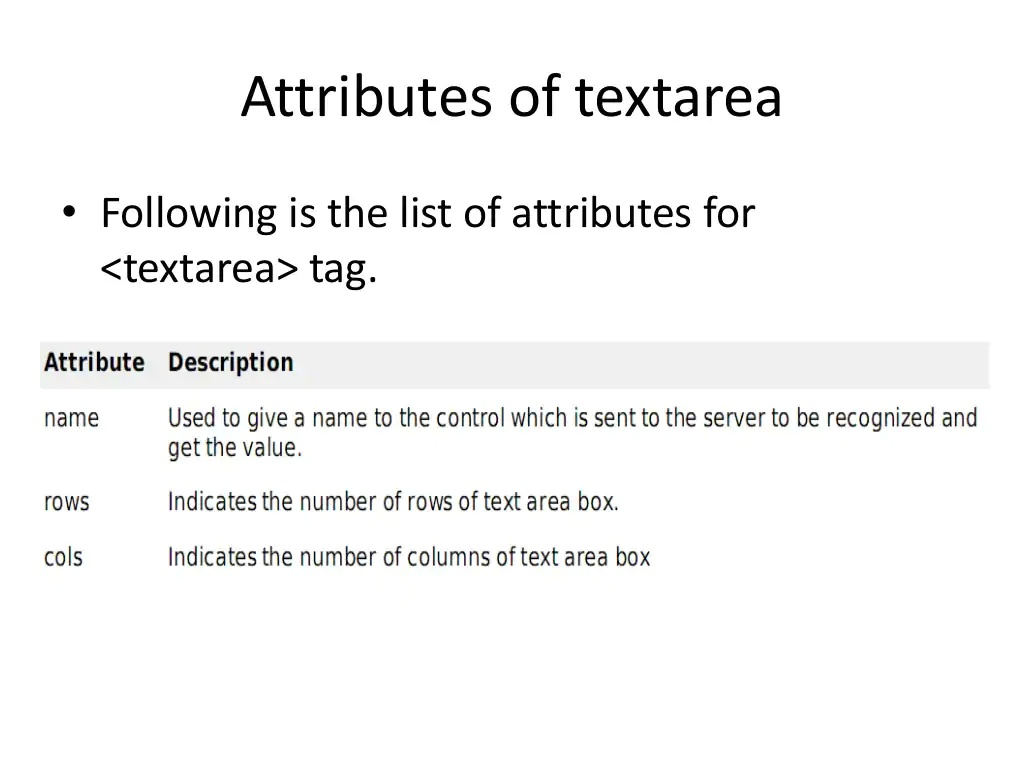 Attributes of textarea
• Following is the list of attributes for
<textarea> tag.
Attribute Description
name Used to give a name to the control which is sent to the server to be recognized and
get the value.
rows Indicates the number of rows of text area box.
cols Indicates the number of columns of text area box